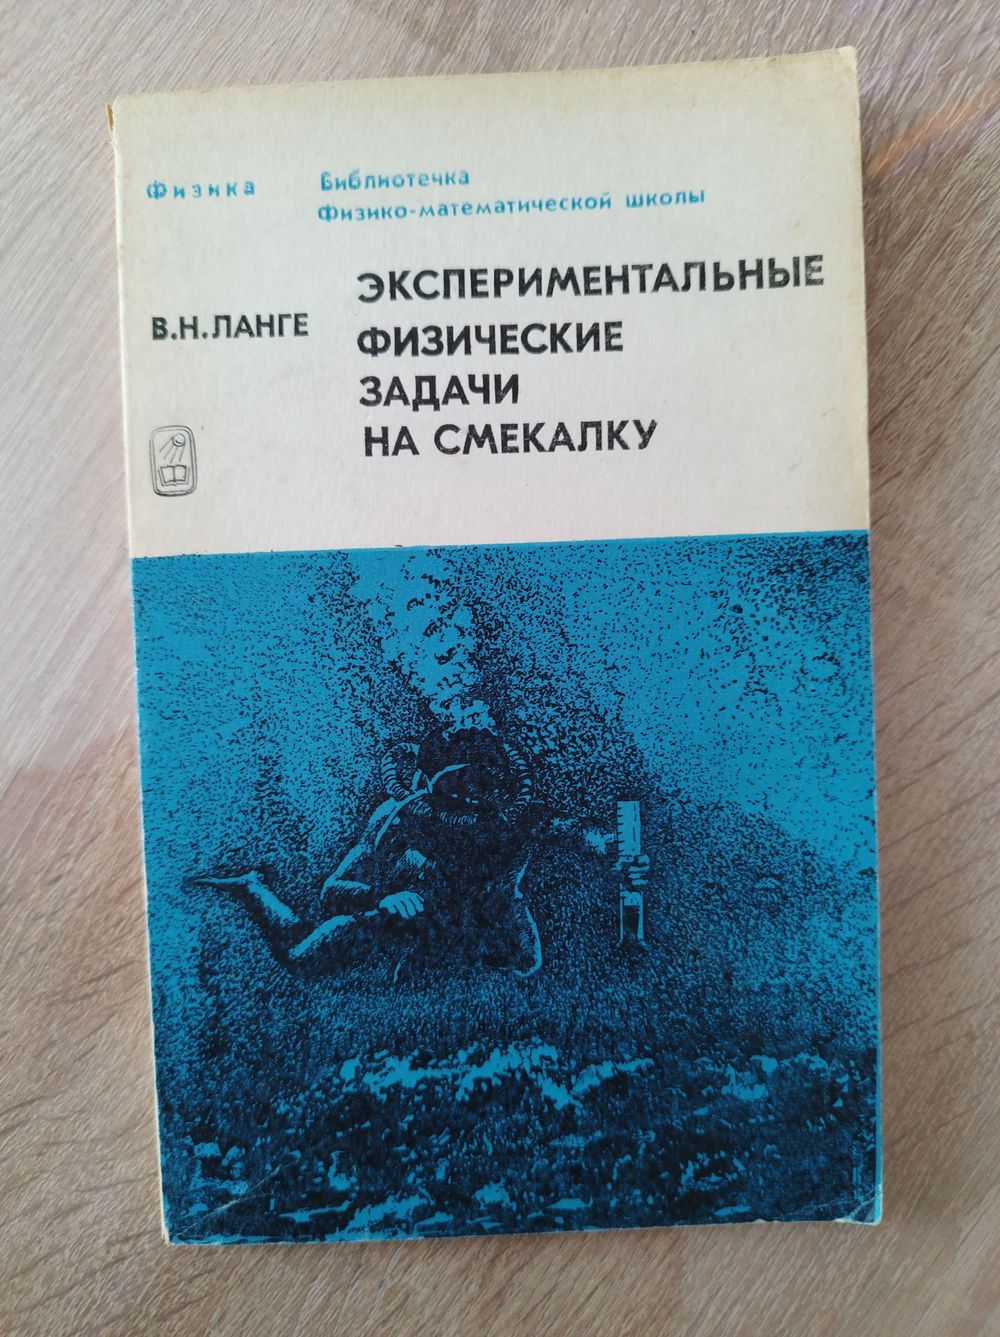 Физика
Библиотечка
Физико-математической школы
В.Н.ЛАНГЕ
ЭКСПЕРИМЕНТАЛЬНЫЕ
ФИЗИЧЕСКИЕ
ЗАДАЧИ
НА СМЕКАЛКУ